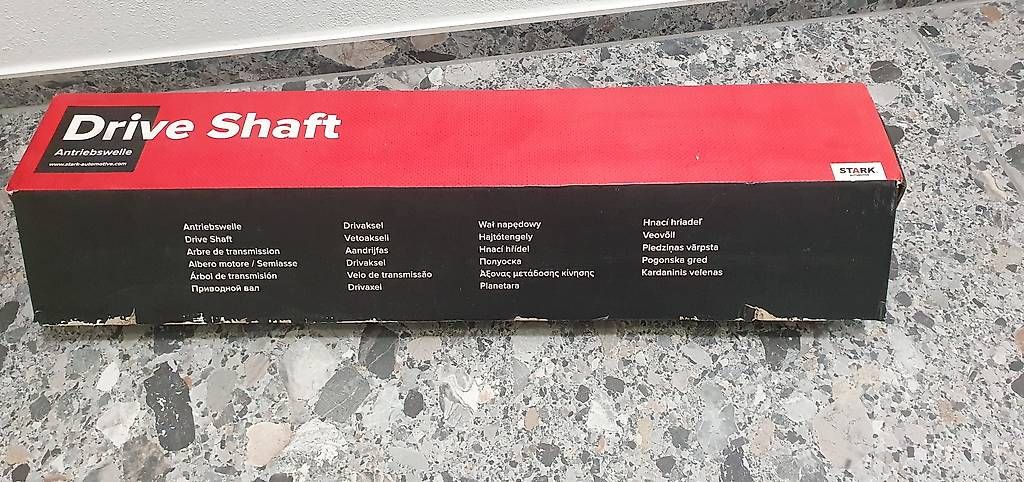 Drive Shaft
Antriebswelle
www.stark-automotive.com
STARK
AUTOMOTIVE
Antriebswelle
Drive Shaft
Arbre de transmission
Albero motore / Semiasse
Árbol de transmisión
Приводной вал
Drivaksel
Vetoakseli
Aandrijfas
Drivaksel
Veio de transmissão
Drivaxel
Wał napędowy
Hajtótengely
Hnací hřídel
Полуоска
Άξονας μετάδοσης κίνησης
Planetara
Hnací hriadeľ
Veovõll
Piedziņas vārpsta
Pogonska gred
Kardaninis velenas